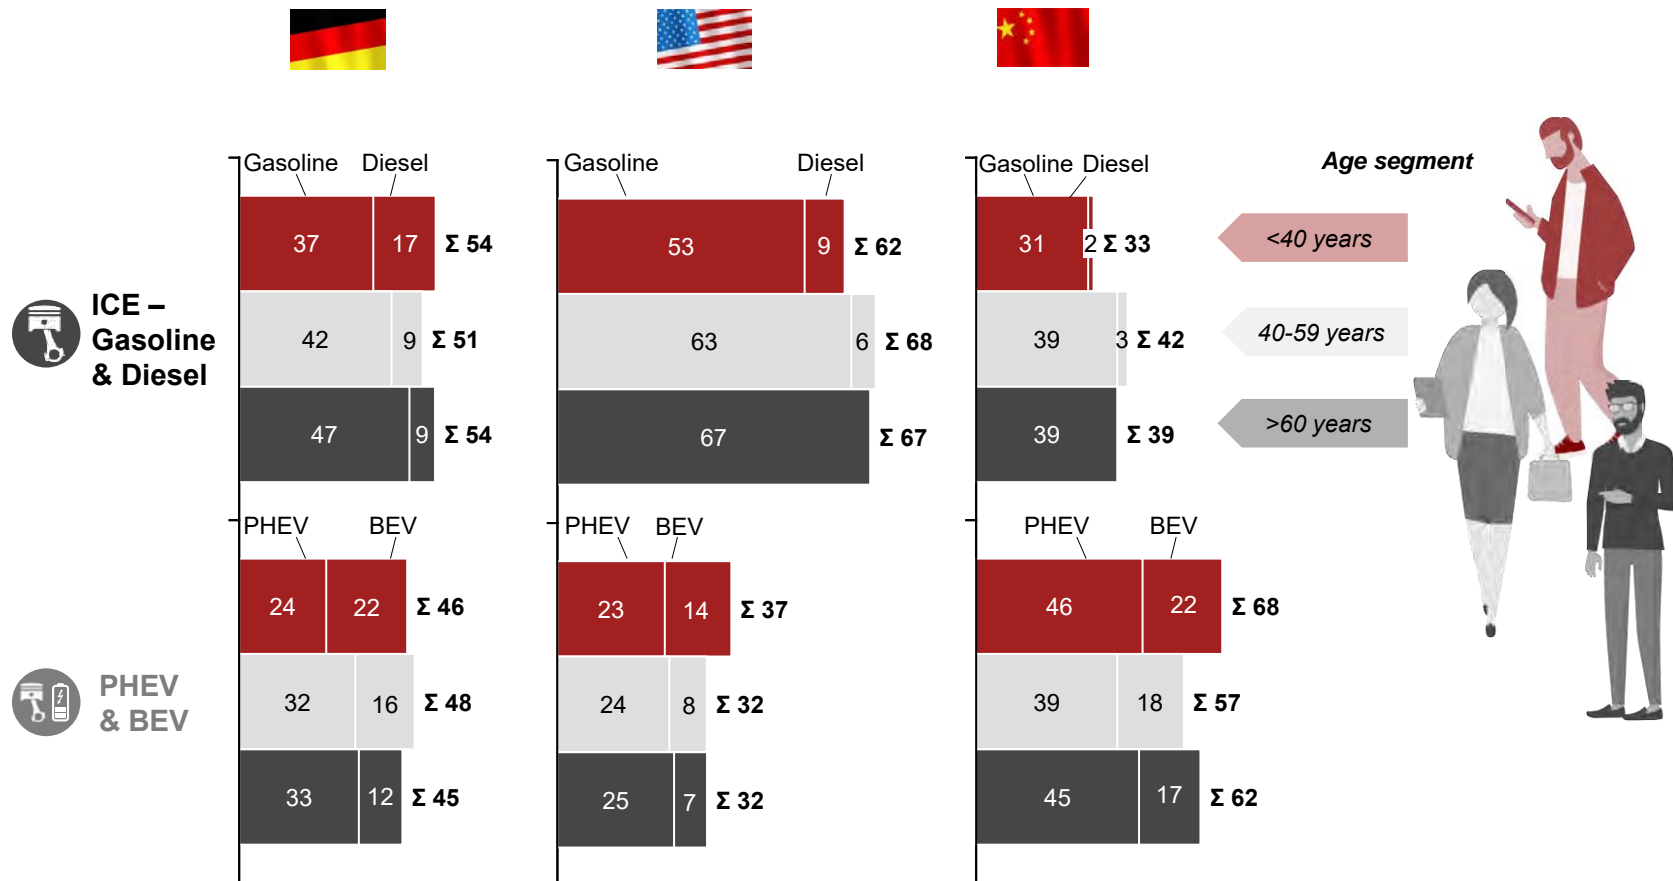 Gasoline Diesel
Gasoline Diesel
Gasoline Diesel
Age segment
37 17 Σ 54
53 9 Σ 62
31 2 Σ 33
<40 years
ICE –
Gasoline
& Diesel
42 9 Σ 51
63 6 Σ 68
39 3 Σ 42
40-59 years
47 9 Σ 54
67 Σ 67
39 Σ 39
>60 years
PHEV BEV
PHEV BEV
PHEV BEV
24 22 Σ 46
23 14 Σ 37
46 22 Σ 68
PHEV
& BEV
32 16 Σ 48
24 8 Σ 32
39 18 Σ 57
33 12 Σ 45
25 7 Σ 32
45 17 Σ 62